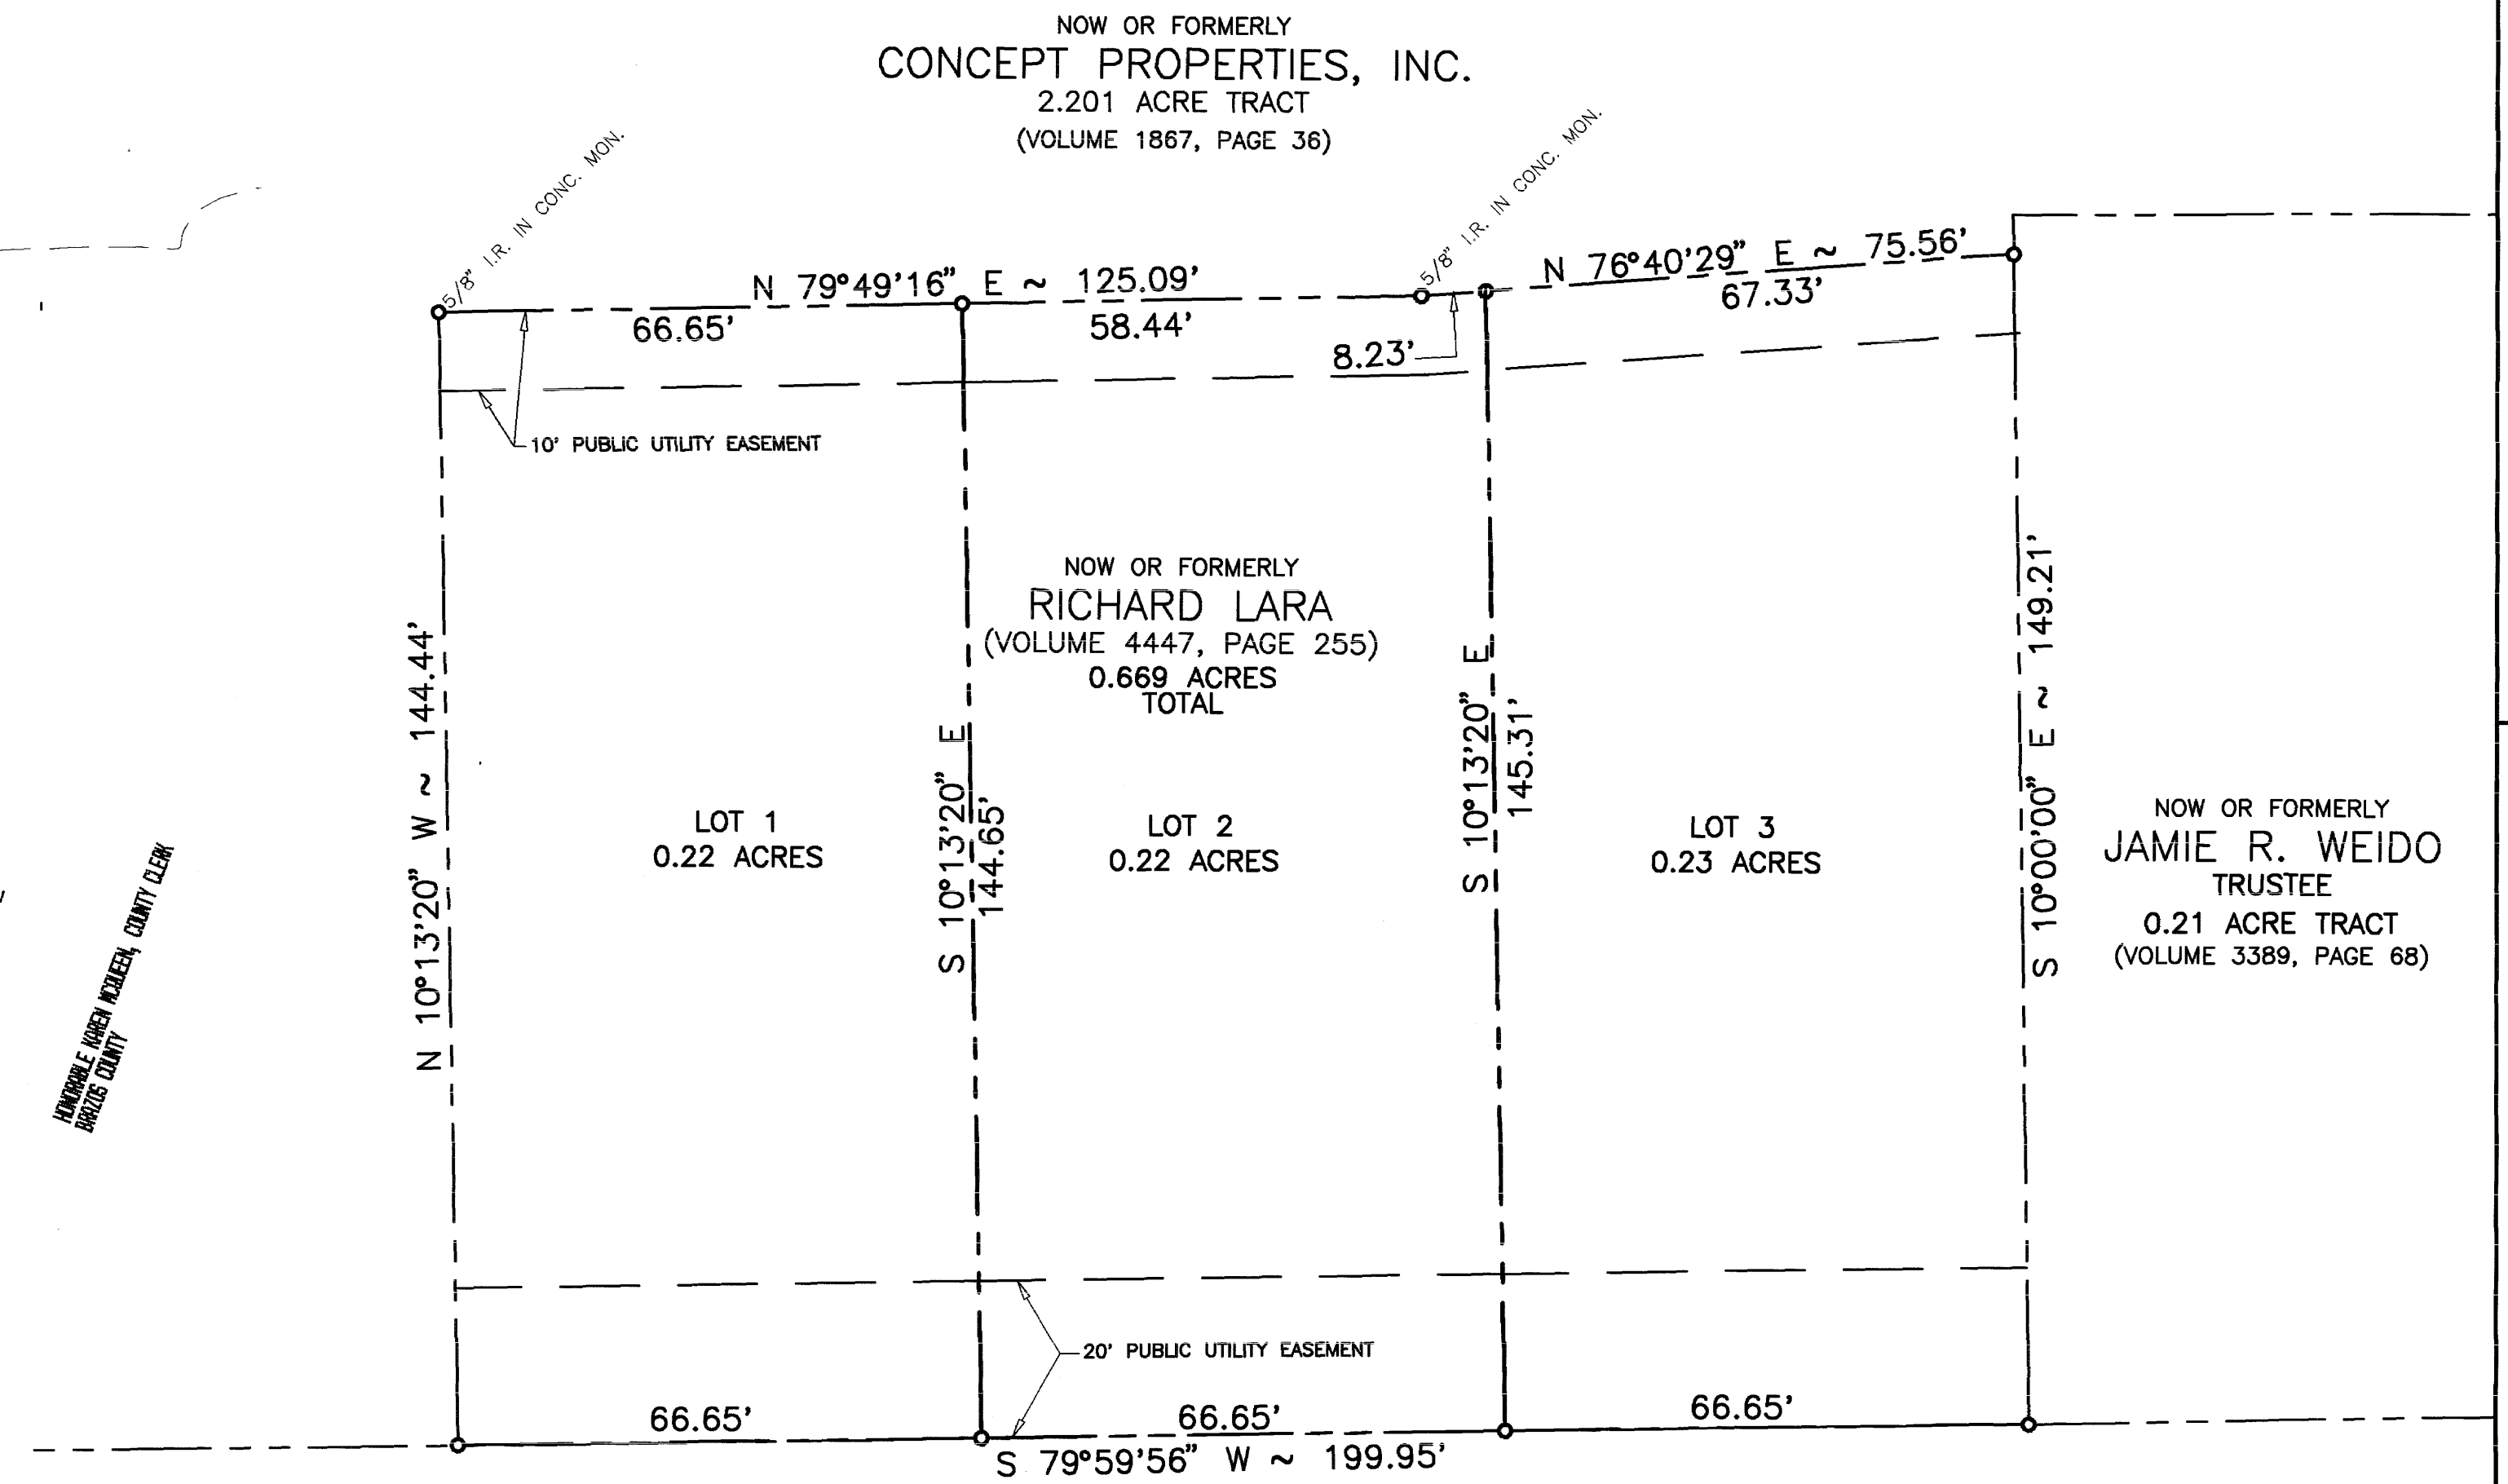 NOW OR FORMERLY
CONCEPT PROPERTIES, INC.
2.201 ACRE TRACT
(VOLUME 1867, PAGE 36)
5/8" I.R. IN CONC. MON.
5/8" I.R. IN CONC. MON.
N 79°49'16" E ~ 125.09'
66.65'
58.44'
8.23'
N 76°40'29" E ~ 75.56'
67.33'
10' PUBLIC UTILITY EASEMENT
NOW OR FORMERLY
RICHARD LARA
(VOLUME 4447, PAGE 255)
0.669 ACRES
TOTAL
N 10°13'20" W ~ 144.44'
LOT 1
0.22 ACRES
S 10°13'20" E
144.65'
LOT 2
0.22 ACRES
S 10°13'20" E
145.31'
LOT 3
0.23 ACRES
S 10°00'00" E ~ 149.21'
NOW OR FORMERLY
JAMIE R. WEIDO
TRUSTEE
0.21 ACRE TRACT
(VOLUME 3389, PAGE 68)
HONORABLE KAREN MCQUEEN, COUNTY CLERK
BRAZOS COUNTY
20' PUBLIC UTILITY EASEMENT
66.65'
66.65'
66.65'
S 79°59'56" W ~ 199.95'